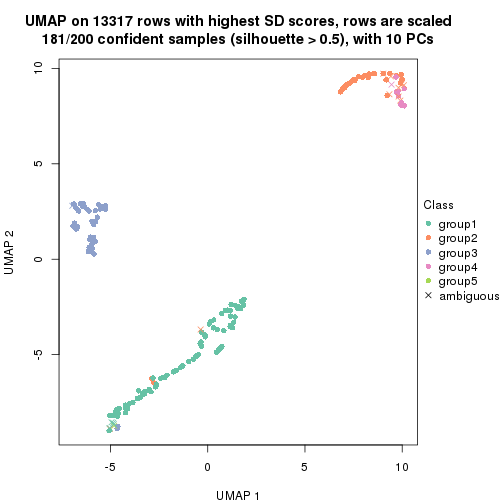 UMAP on 13317 rows with highest SD scores, rows are scaled
181/200 confident samples (silhouette > 0.5), with 10 PCs
10
5
0
-5
UMAP 2
-5
0
5
10
UMAP 1
Class
group1
group2
group3
group4
group5
ambiguous